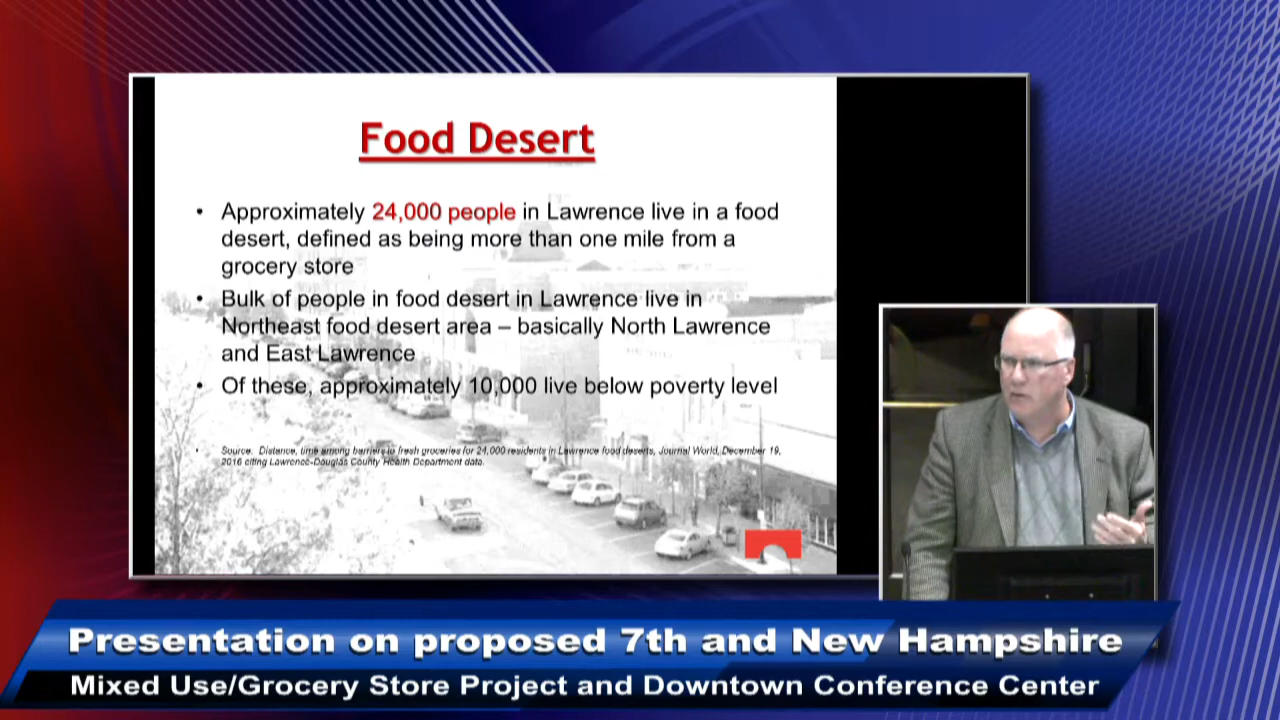 Food Desert
• Approximately 24,000 people in Lawrence live in a food
desert, defined as being more than one mile from a
grocery store
• Bulk of people in food desert in Lawrence live in
Northeast food desert area – basically North Lawrence
and East Lawrence
• Of these, approximately 10,000 live below poverty level
• Source. Distance, time among barriers to fresh groceries for 24,000 residents in Lawrence food deserts, Journal World, December 19,
2016 citing Lawrence-Douglas County Health Department data.
Presentation on proposed 7th and New Hampshire
Mixed Use/Grocery Store Project and Downtown Conference Center